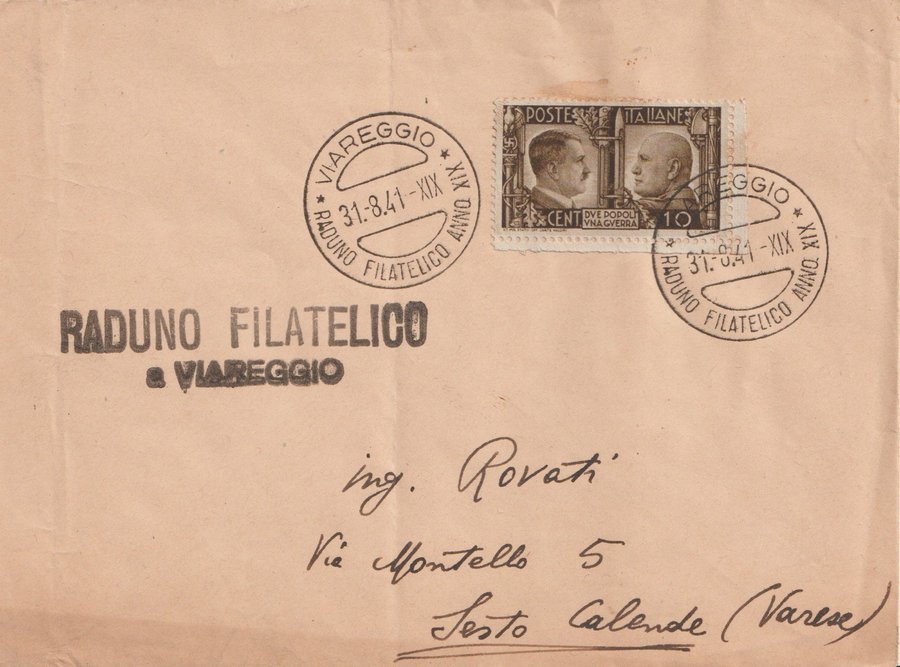 VIAREGGIO
31.-8.41-XIX
★ RADUNO FILATELICO ANNO XIX ★
POSTE ITALIANE
CENT DVE POPOLI 10
VNA GVERRA
VIAREGGIO
31.-8.41-XIX
RADUNO FILATELICO ANNO XIX ★
RADUNO FILATELICO
a VIAREGGIO
ing. Rovati
Via Montello 5
Sesto Calende (Varese)